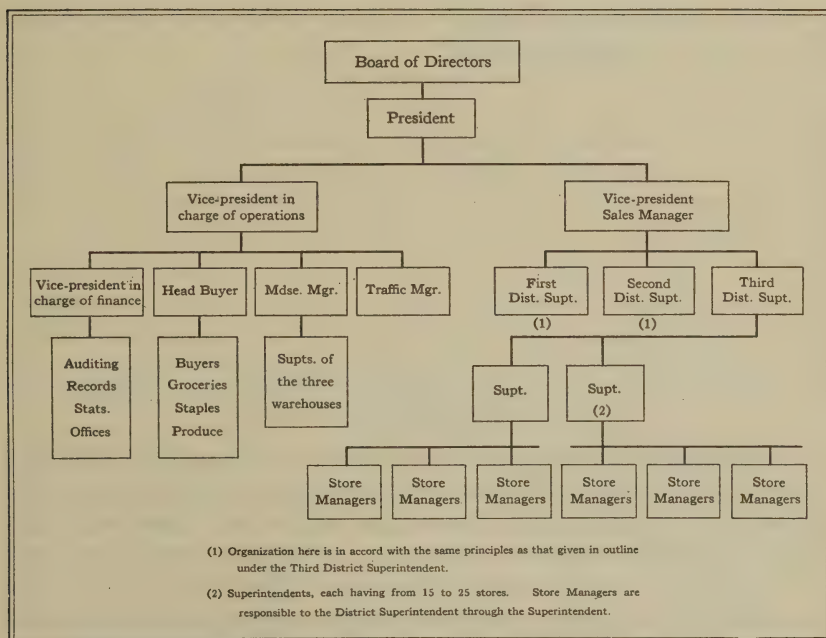 Board of Directors
President
Vice-president in
charge of operations
Vice-president
Sales Manager
Vice-president in
charge of finance
Head Buyer
Mdse. Mgr.
Traffic Mgr.
First
Dist. Supt.
(1)
Second
Dist. Supt.
(1)
Third
Dist. Supt.
Auditing
Records
Stats.
Offices
Buyers
Groceries
Staples
Produce
Supts. of
the three
warehouses
Supt.
Supt.
(2)
Store
Managers
Store
Managers
Store
Managers
Store
Managers
Store
Managers
Store
Managers
(1) Organization here is in accord with the same principles as that given in outline
under the Third District Superintendent.
(2) Superintendents, each having from 15 to 25 stores. Store Managers are
responsible to the District Superintendent through the Superintendent.